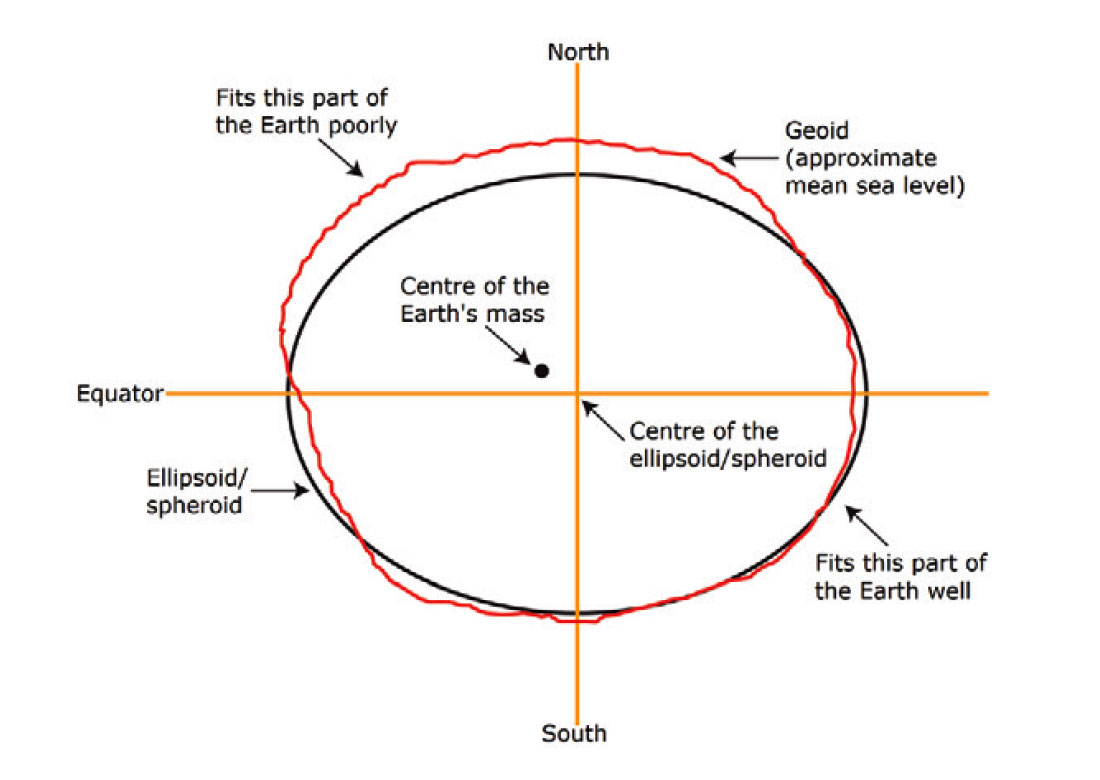 North
Fits this part of
the Earth poorly
Geoid
(approximate
mean sea level)
Centre of the
Earth's mass
Equator
Centre of the
ellipsoid/spheroid
Ellipsoid/
spheroid
Fits this part of
the Earth well
South